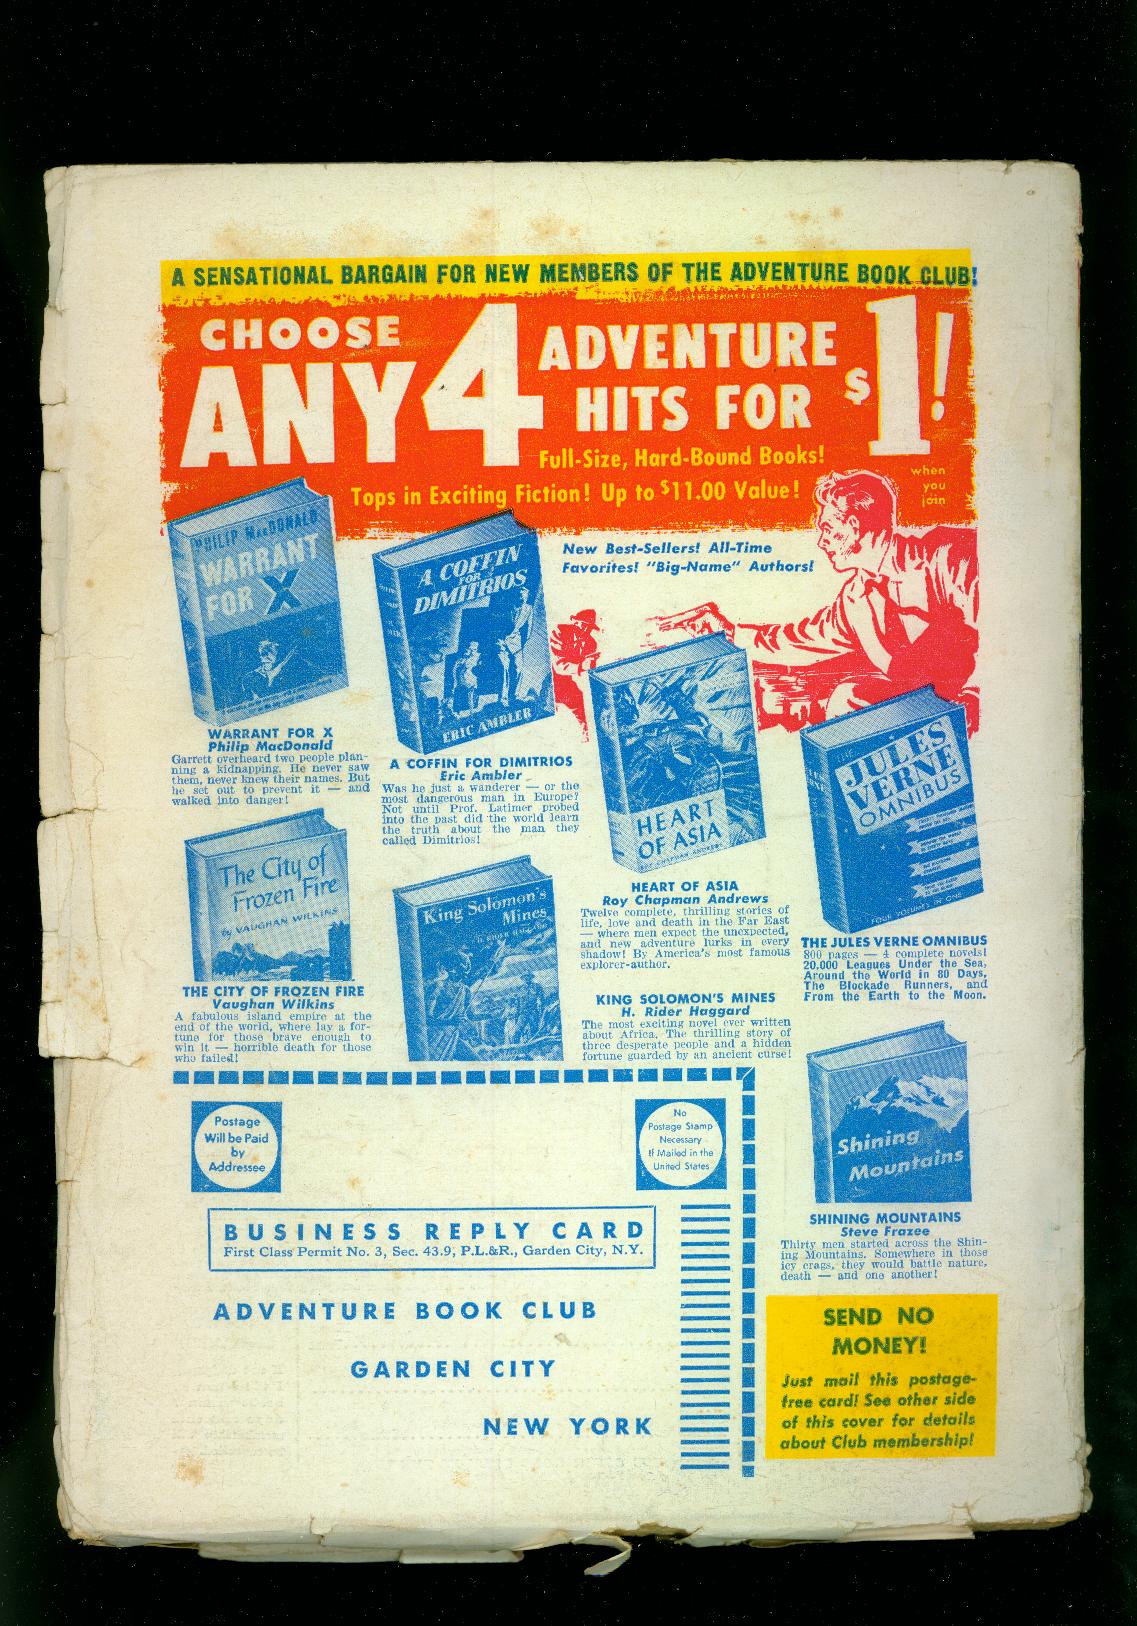 A SENSATIONAL BARGAIN FOR NEW MEMBERS OF THE ADVENTURE BOOK CLUB!
CHOOSE
ANY 4
ADVENTURE
HITS FOR
$1!
Full-Size, Hard-Bound Books!
Tops in Exciting Fiction! Up to $11.00 Value!
when
you
join
New Best-Sellers! All-Time
Favorites! "Big-Name" Authors!
PHILIP MACDONALD
WARRANT
FOR X
A COFFIN
FOR
DIMITRIOS
ERIC AMBLER
HEART
OF ASIA
ROY CHAPMAN ANDREWS
THE
JULES
VERNE
OMNIBUS
FOUR VOLUMES IN ONE
WARRANT FOR X
Philip MacDonald
Garrett overheard two people plan-
ning a kidnapping. He never saw
them, never knew their names. But
he set out to prevent it — and
walked into danger!
A COFFIN FOR DIMITRIOS
Eric Ambler
Was he just a wanderer — or the
most dangerous man in Europe?
Not until Prof. Latimer probed
into the past did the world learn
the truth about the man they
called Dimitrios!
The City of
Frozen Fire
by VAUGHAN WILKINS
King Solomon's
Mines
H. RIDER HAGGARD
HEART OF ASIA
Roy Chapman Andrews
Twelve complete, thrilling stories of
life, love and death in the Far East
— where men expect the unexpected,
and new adventure lurks in every
shadow! By America's most famous
explorer-author.
THE JULES VERNE OMNIBUS
800 pages — 4 complete novels!
20,000 Leagues Under the Sea,
Around the World in 80 Days,
The Blockade Runners, and
From the Earth to the Moon.
THE CITY OF FROZEN FIRE
Vaughan Wilkins
A fabulous island empire at the
end of the world, where lay a for-
tune for those brave enough to
win it — horrible death for those
who failed!
KING SOLOMON'S MINES
H. Rider Haggard
The most exciting novel ever written
about Africa. The thrilling story of
three desperate people and a hidden
fortune guarded by an ancient curse!
Shining
Mountains
SHINING MOUNTAINS
Steve Frazee
Thirty men started across the Shin-
ing Mountains. Somewhere in those
icy crags, they would battle nature,
death — and one another!
Postage
Will be Paid
by
Addressee
No
Postage Stamp
Necessary
If Mailed in the
United States
BUSINESS REPLY CARD
First Class Permit No. 3, Sec. 43.9, P.L.&R., Garden City, N.Y.
ADVENTURE BOOK CLUB
GARDEN CITY
NEW YORK
SEND NO
MONEY!
Just mail this postage-
free card! See other side
of this cover for details
about Club membership!